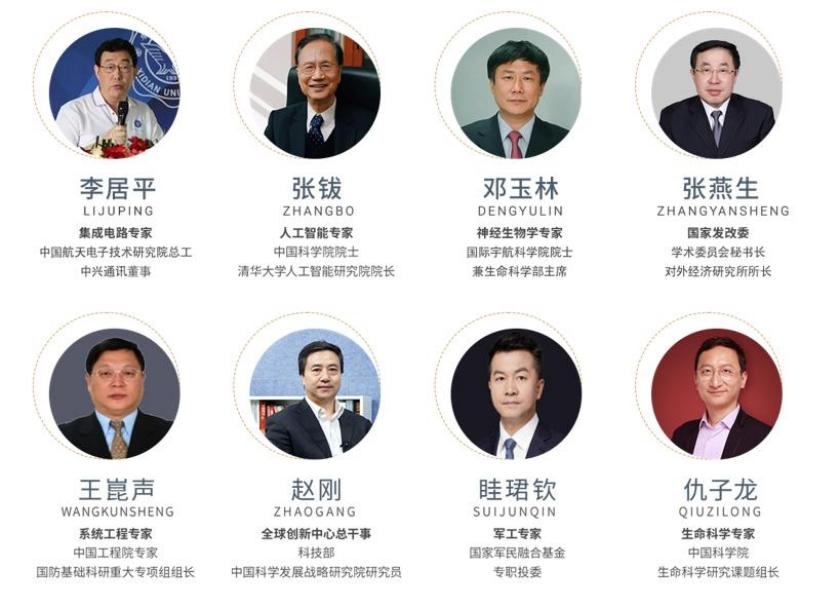 YIDIAN UNI
李居平
LIJUPING
集成电路专家
中国航天电子技术研究院总工
中兴通讯董事
张钹
ZHANGBO
人工智能专家
中国科学院院士
清华大学人工智能研究院院长
邓玉林
DENGYULIN
神经生物学专家
国际宇航科学院院士
兼生命科学部主席
张燕生
ZHANGYANSHENG
国家发改委
学术委员会秘书长
对外经济研究所所长
王崑声
WANGKUNSHENG
系统工程专家
中国工程院专家
国防基础科研重大专项组组长
赵刚
ZHAOGANG
全球创新中心总干事
科技部
中国科学发展战略研究院研究员
眭珺钦
SUIJUNQIN
军工专家
国家军民融合基金
专职投委
仇子龙
QIUZILONG
生命科学专家
中国科学院
生命科学研究课题组长